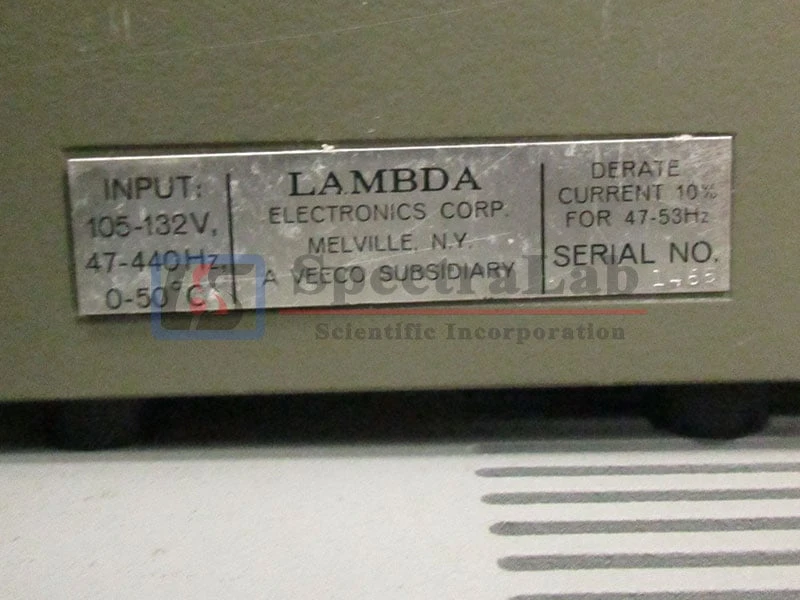 INPUT:
105-132V,
47-440Hz,
0-50°C
LAMBDA
ELECTRONICS CORP.
MELVILLE, N.Y.
A VEECO SUBSIDIARY
DERATE
CURRENT 10%
FOR 47-53Hz
SERIAL NO.
SpectraLab
Scientific Incorporation